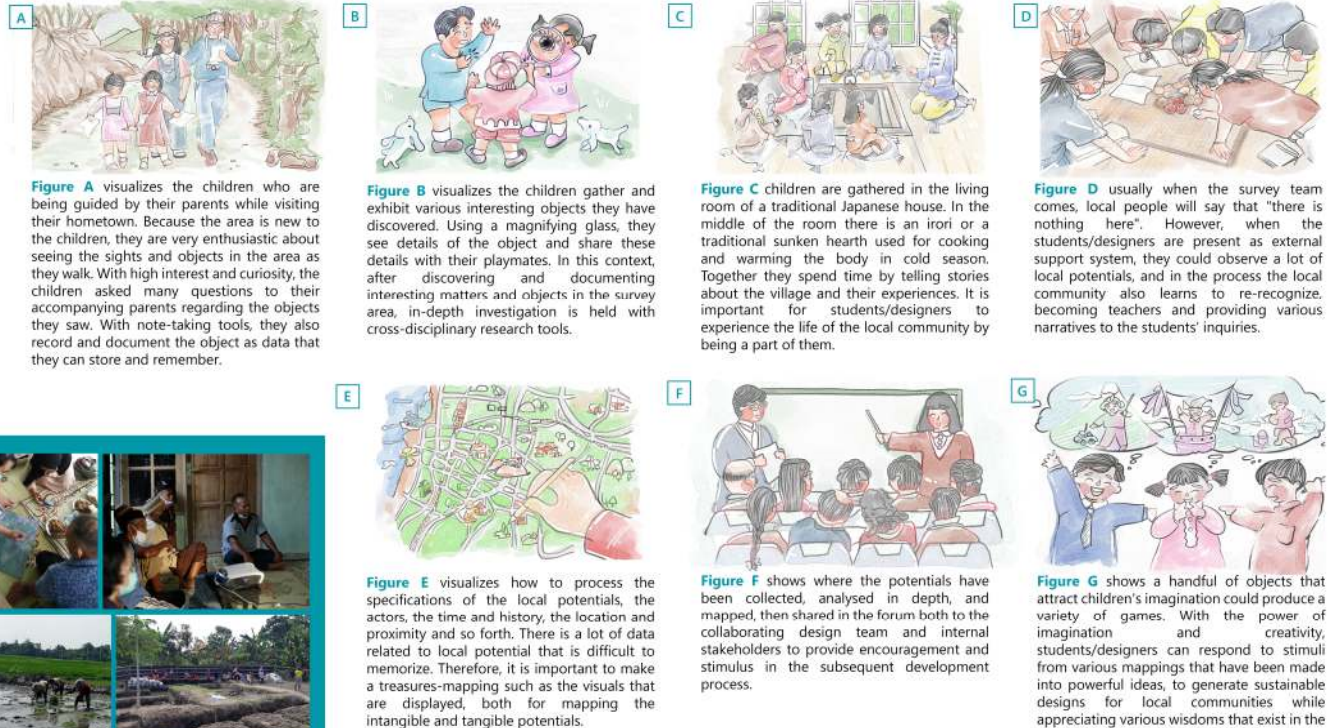 A
Figure A visualizes the children who are
being guided by their parents while visiting
their hometown. Because the area is new to
the children, they are very enthusiastic about
seeing the sights and objects in the area as
they walk. With high interest and curiosity, the
children asked many questions to their
accompanying parents regarding the objects
they saw. With note-taking tools, they also
record and document the object as data that
they can store and remember.
B
Figure B visualizes the children gather and
exhibit various interesting objects they have
discovered. Using a magnifying glass, they
see details of the object and share these
details with their playmates. In this context,
after discovering and documenting
interesting matters and objects in the survey
area, in-depth investigation is held with
cross-disciplinary research tools.
C
Figure C children are gathered in the living
room of a traditional Japanese house. In the
middle of the room there is an irori or a
traditional sunken hearth used for cooking
and warming the body in cold season.
Together they spend time by telling stories
about the village and their experiences. It is
important for students/designers to
experience the life of the local community by
being a part of them.
D
Figure D usually when the survey team
comes, local people will say that "there is
nothing here". However, when the
students/designers are present as external
support system, they could observe a lot of
local potentials, and in the process the local
community also learns to re-recognize,
becoming teachers and providing various
narratives to the students' inquiries.
E
Figure E visualizes how to process the
specifications of the local potentials, the
actors, the time and history, the location and
proximity and so forth. There is a lot of data
related to local potential that is difficult to
memorize. Therefore, it is important to make
a treasures-mapping such as the visuals that
are displayed, both for mapping the
intangible and tangible potentials.
F
Figure F shows where the potentials have
been collected, analysed in depth, and
mapped, then shared in the forum both to the
collaborating design team and internal
stakeholders to provide encouragement and
stimulus in the subsequent development
process.
G
Figure G shows a handful of objects that
attract children's imagination could produce a
variety of games. With the power of
imagination and creativity,
students/designers can respond to stimuli
from various mappings that have been made
into powerful ideas, to generate sustainable
designs for local communities while
appreciating various wisdoms that exist in the